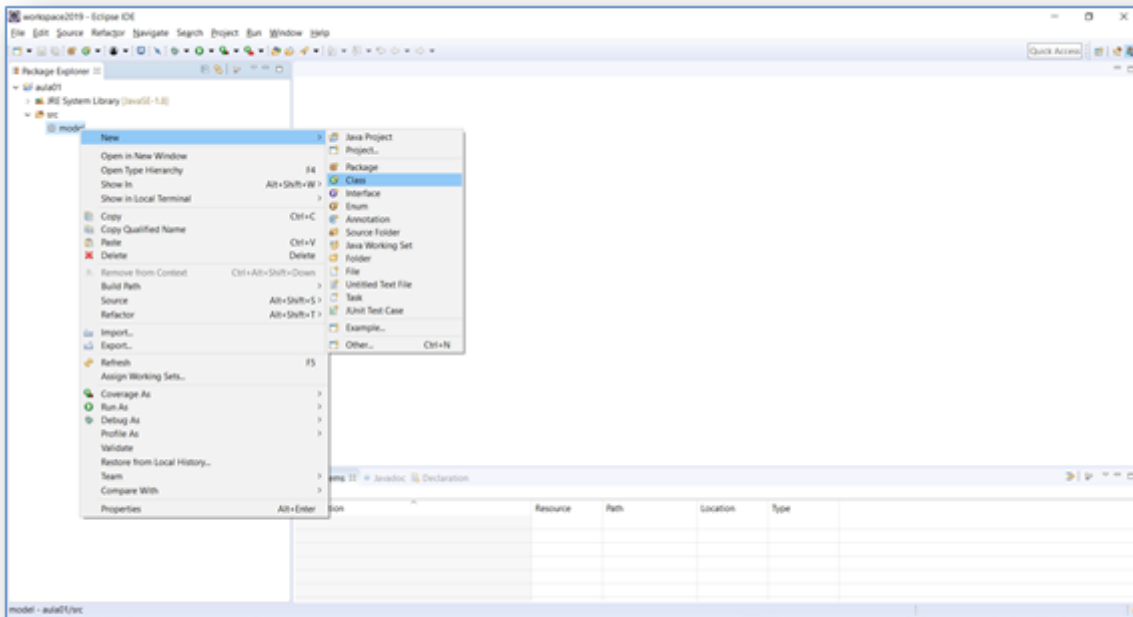 workspace2019 - Eclipse IDE
File Edit Source Refactor Navigate Search Project Run Window Help
Quick Access
Package Explorer
aula01
JRE System Library [JavaSE-1.8]
src
model
New
Open in New Window
Open Type Hierarchy F4
Show In Alt+Shift+W
Show in Local Terminal
Copy Ctrl+C
Copy Qualified Name
Paste Ctrl+V
Delete Delete
Remove from Context Ctrl+Alt+Shift+Down
Build Path
Source Alt+Shift+S
Refactor Alt+Shift+T
Import...
Export...
Refresh F5
Assign Working Sets...
Coverage As
Run As
Debug As
Profile As
Validate
Restore from Local History...
Team
Compare With
Properties Alt+Enter
Java Project
Project...
Package
Class
Interface
Enum
Annotation
Source Folder
Java Working Set
Folder
File
Untitled Text File
Task
JUnit Test Case
Example...
Other... Ctrl+N
ems Javadoc Declaration
tion Resource Path Location Type
model - aula01/src